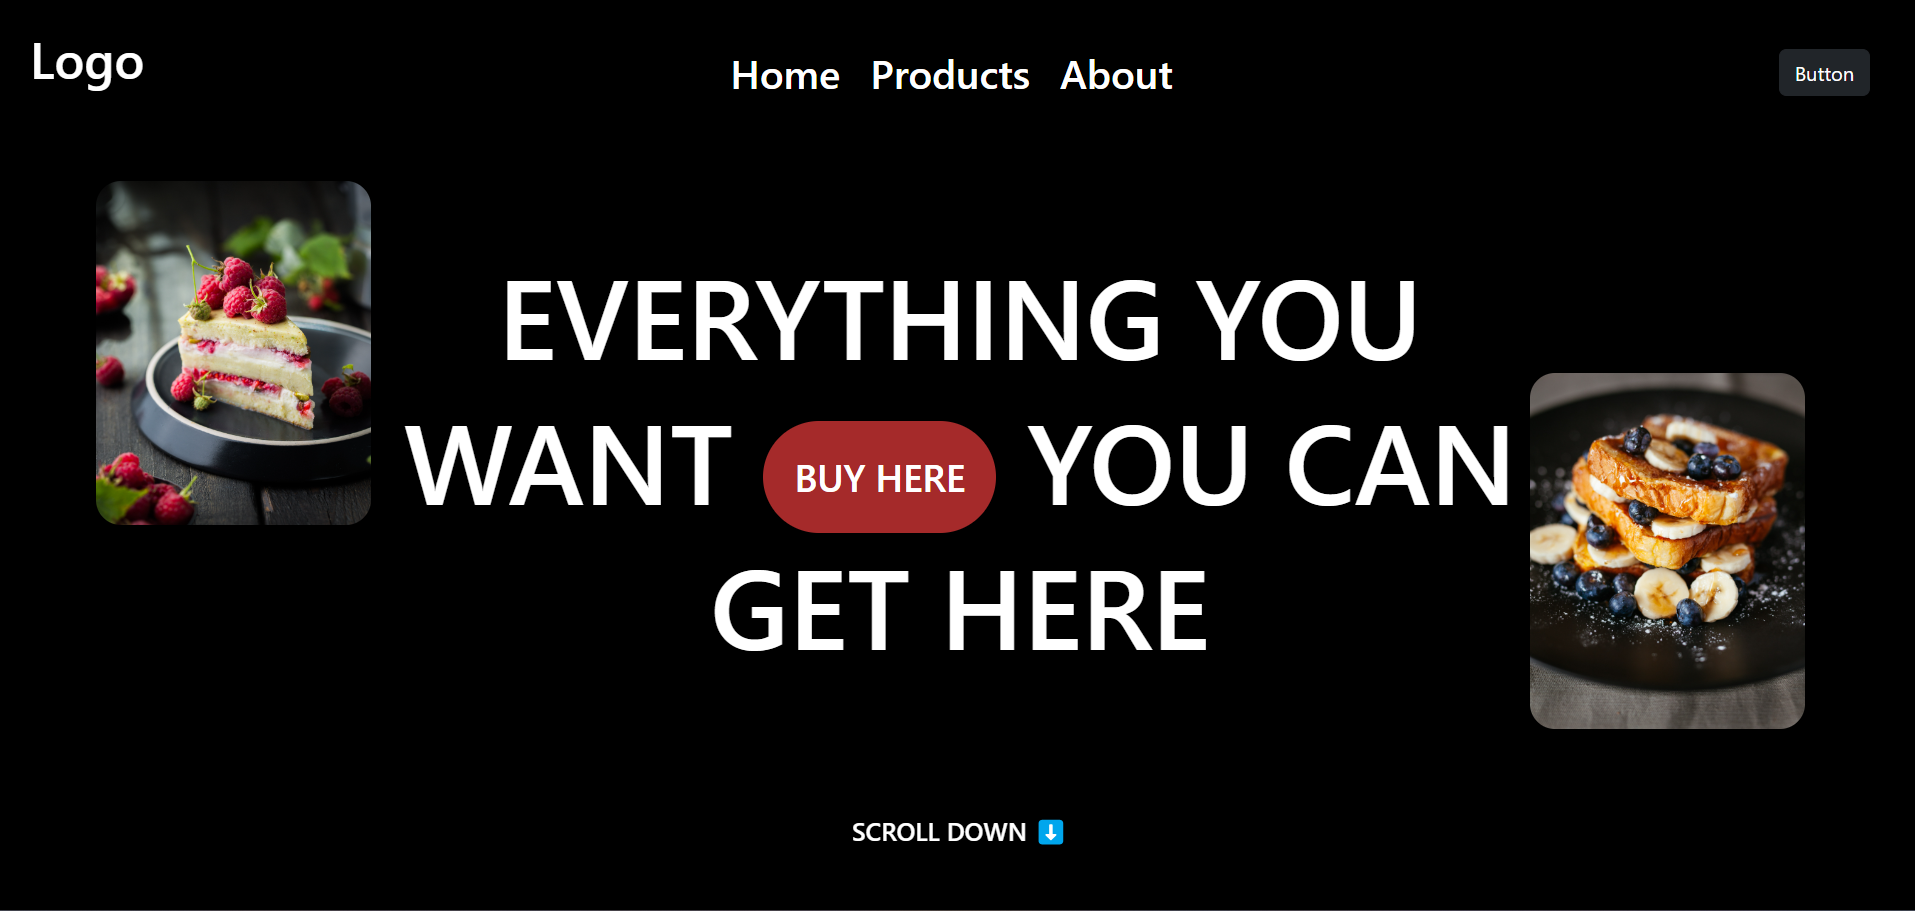 Logo
Home Products About
Button
EVERYTHING YOU
WANT BUY HERE YOU CAN
GET HERE
SCROLL DOWN ⬇️